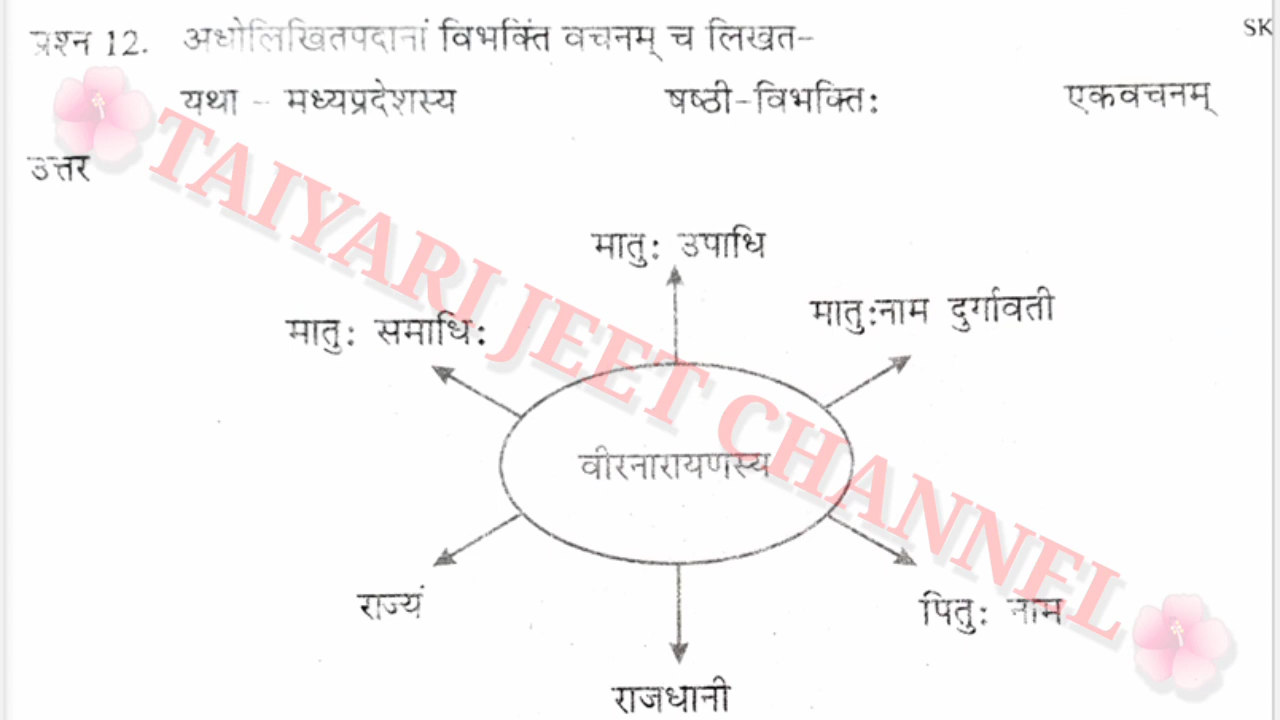 SK
प्रश्न 12. अधोलिखितपदानां विभक्तिं वचनम् च लिखत-
यथा - मध्यप्रदेशस्य षष्ठी-विभक्ति: एकवचनम्
उत्तर
मातु: उपाधि
मातु:नाम दुर्गावती
मातु: समाधि:
वीरनारायणस्य
राज्यं
पितु: नाम
राजधानी
TAIYARI JEET CHANNEL